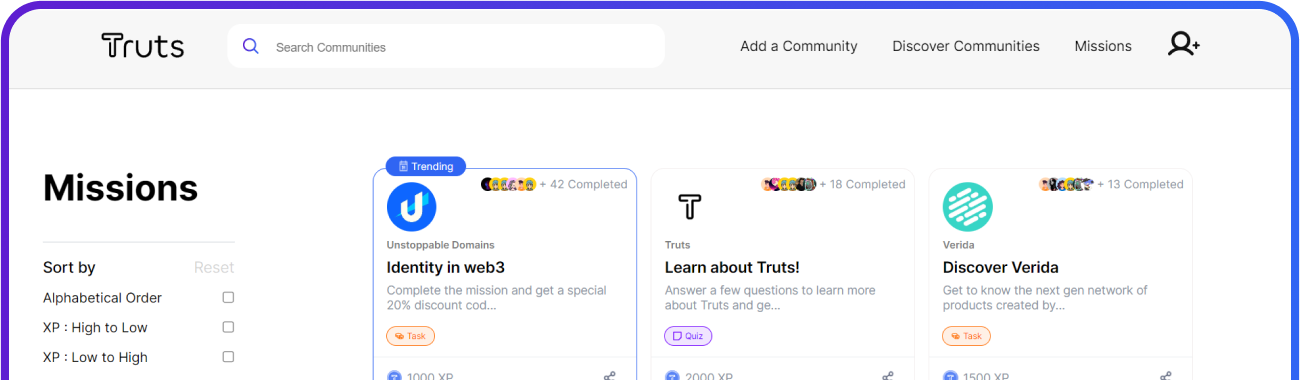 Truts
Search Communities
Add a Community
Discover Communities
Missions
Missions
Sort by
Reset
Alphabetical Order
XP : High to Low
XP : Low to High
Trending
+ 42 Completed
Unstoppable Domains
Identity in web3
Complete the mission and get a special
20% discount cod...
Task
1000 XP
+ 18 Completed
Truts
Learn about Truts!
Answer a few questions to learn more
about Truts and ge...
Quiz
2000 XP
+ 13 Completed
Verida
Discover Verida
Get to know the next gen network of
products created by...
Task
1500 XP